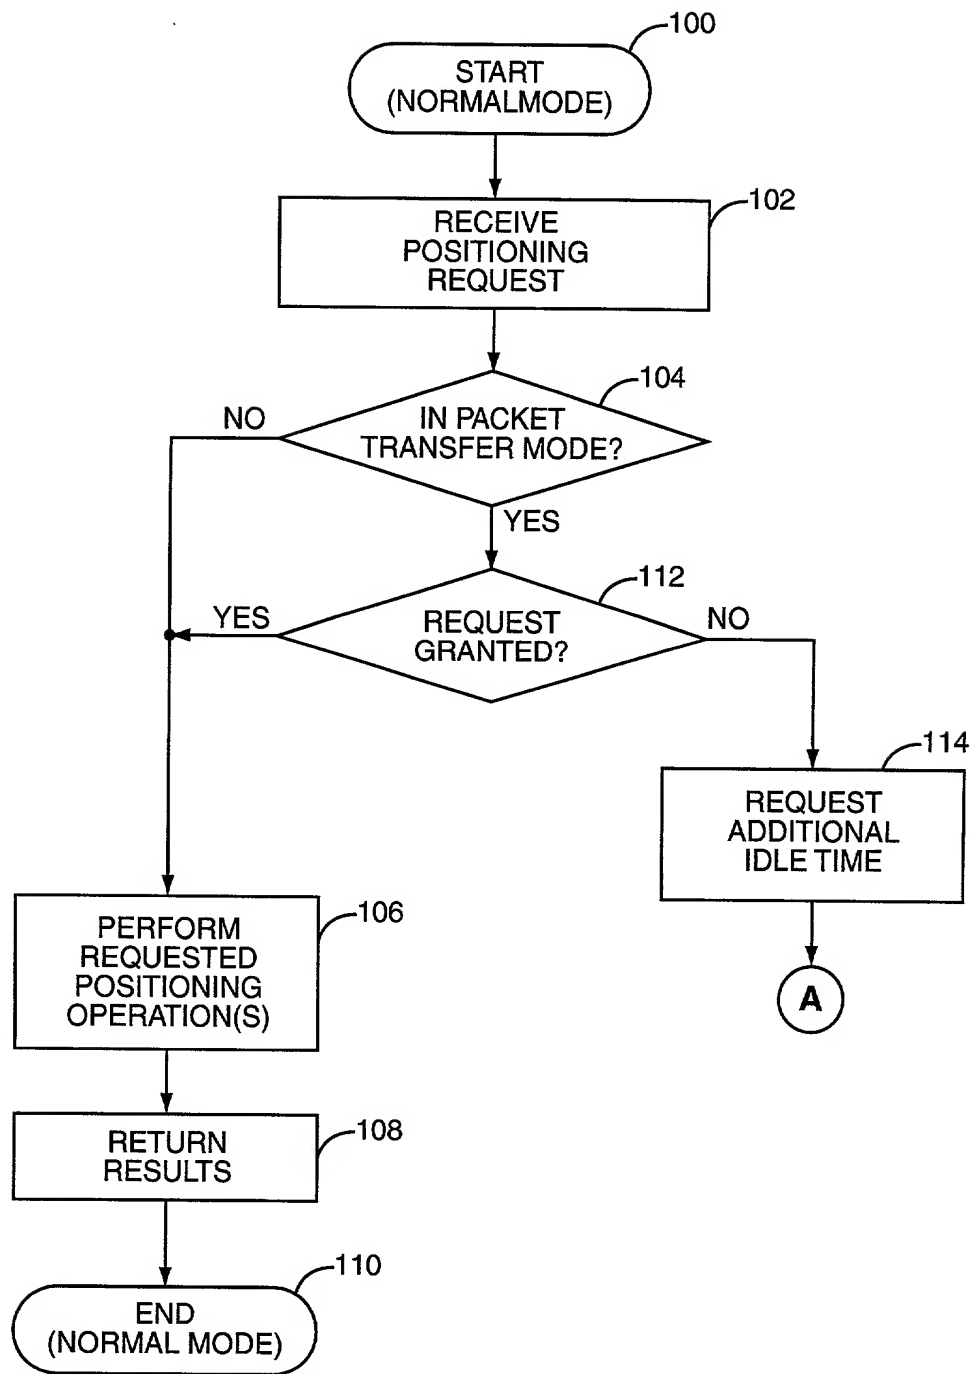 100
START
(NORMALMODE)
102
RECEIVE
POSITIONING
REQUEST
104
NO
IN PACKET
TRANSFER MODE?
YES
112
YES
REQUEST
GRANTED?
NO
114
REQUEST
ADDITIONAL
IDLE TIME
106
PERFORM
REQUESTED
POSITIONING
OPERATION(S)
A
108
RETURN
RESULTS
110
END
(NORMAL MODE)